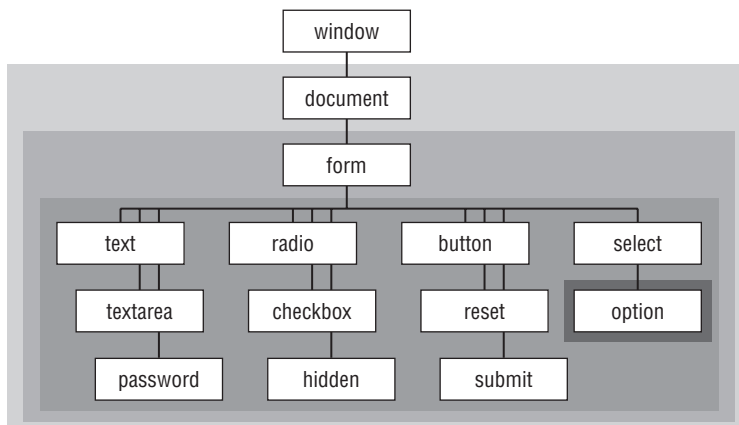 window
document
form
text radio button select
textarea checkbox reset option
password hidden submit